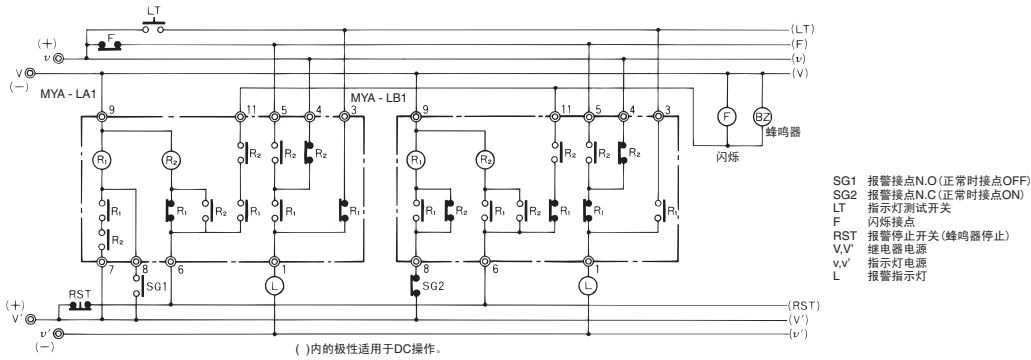 LT
(LT)
(+)
F
(F)
v
(v)
V
(V)
(−)
MYA - LA1
9
11
5
4
3
MYA - LB1
9
11
5
4
3
F
BZ
蜂鸣器
闪烁
R₁
R₂
R₂
R₂
R₂
R₁
R₂
R₂
R₂
R₂
R₁
R₁
R₂
R₁
R₁
R₂
R₁
R₂
R₁
R₂
R₁
R₁
7
8
6
1
8
6
1
SG1
L
SG2
L
RST
(+)
(RST)
V'
(V')
v'
(v')
(−)
( )内的极性适用于DC操作。
SG1 报警接点N.O(正常时接点OFF)
SG2 报警接点N.C(正常时接点ON)
LT 指示灯测试开关
F 闪烁接点
RST 报警停止开关(蜂鸣器停止)
V,V' 继电器电源
v,v' 指示灯电源
L 报警指示灯